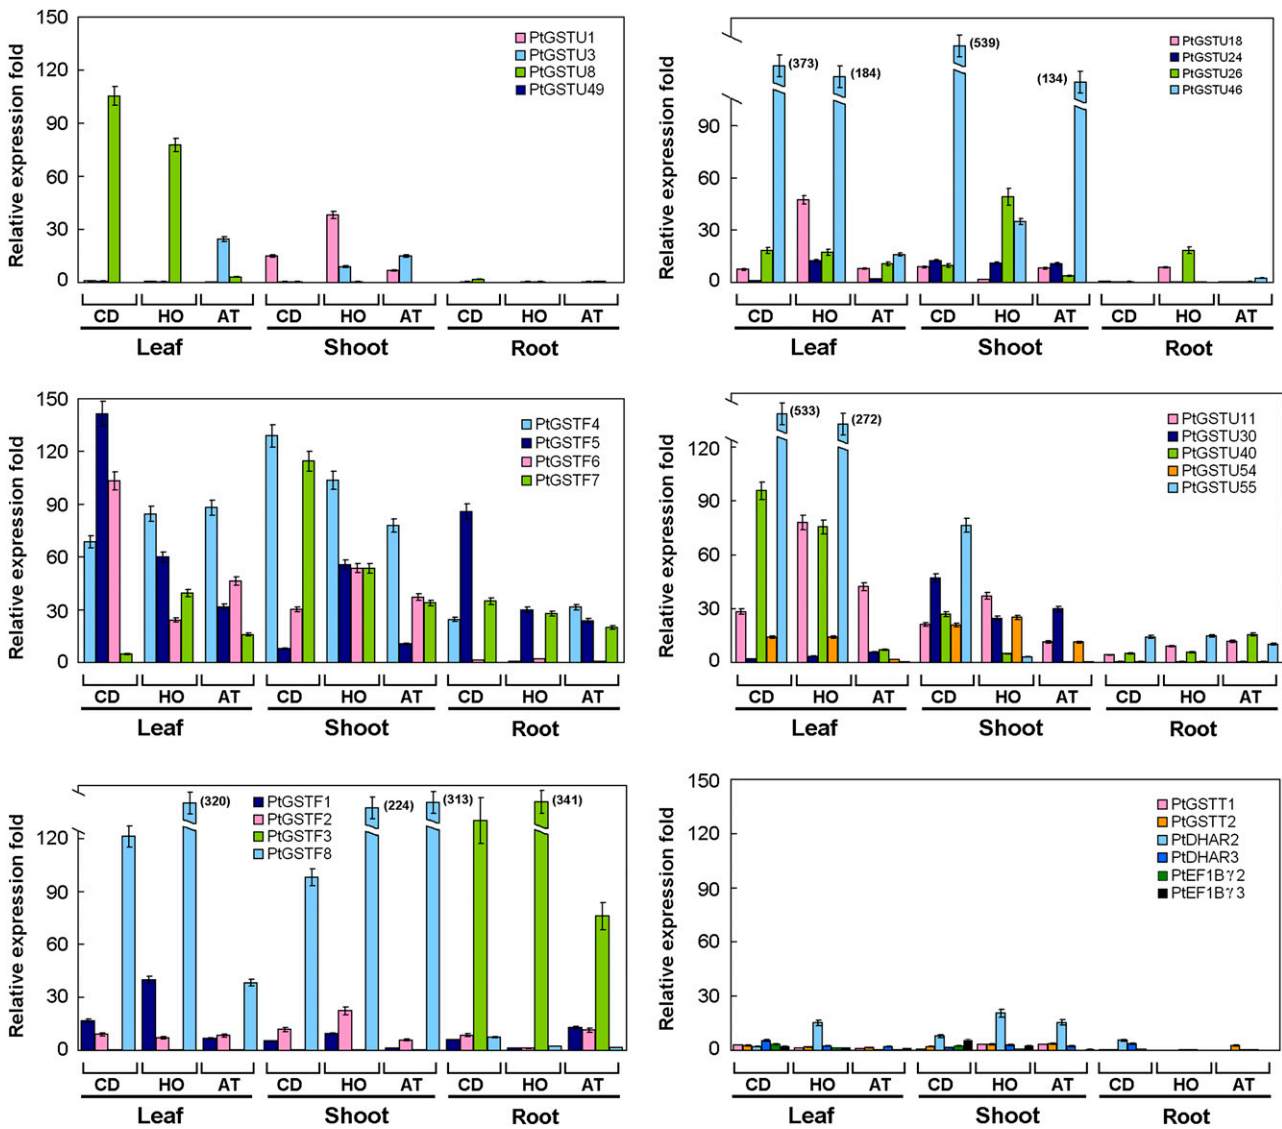 Relative expression fold
150
120
90
60
30
0
PtGSTU1
PtGSTU3
PtGSTU8
PtGSTU49
CD HO AT CD HO AT CD HO AT
Leaf Shoot Root
Relative expression fold
90
60
30
0
(373)
(184)
(539)
(134)
PtGSTU18
PtGSTU24
PtGSTU26
PtGSTU46
CD HO AT CD HO AT CD HO AT
Leaf Shoot Root
Relative expression fold
150
120
90
60
30
0
PtGSTF4
PtGSTF5
PtGSTF6
PtGSTF7
CD HO AT CD HO AT CD HO AT
Leaf Shoot Root
Relative expression fold
120
90
60
30
0
(533)
(272)
PtGSTU11
PtGSTU30
PtGSTU40
PtGSTU54
PtGSTU55
CD HO AT CD HO AT CD HO AT
Leaf Shoot Root
Relative expression fold
120
90
60
30
0
(320)
(224)
(313)
(341)
PtGSTF1
PtGSTF2
PtGSTF3
PtGSTF8
CD HO AT CD HO AT CD HO AT
Leaf Shoot Root
Relative expression fold
150
120
90
60
30
0
PtGSTT1
PtGSTT2
PtDHAR2
PtDHAR3
PtEF1Bγ2
PtEF1Bγ3
CD HO AT CD HO AT CD HO AT
Leaf Shoot Root